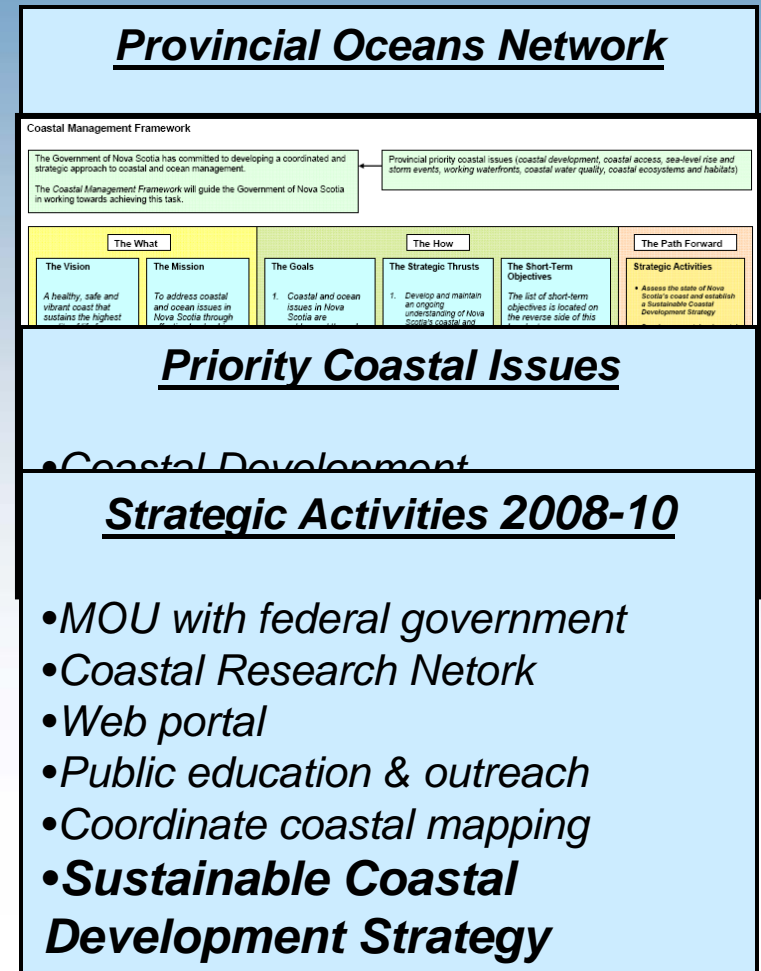 Provincial Oceans Network
Coastal Management Framework
The Government of Nova Scotia has committed to developing a coordinated and
strategic approach to coastal and ocean management.
The Coastal Management Framework will guide the Government of Nova Scotia
in working towards achieving this task.
Provincial priority coastal issues (coastal development, coastal access, sea-level rise and
storm events, working waterfronts, coastal water quality, coastal ecosystems and habitats)
The What
The Vision
A healthy, safe and
vibrant coast that
sustains the highest
The Mission
To address coastal
and ocean issues in
Nova Scotia through
The How
The Goals
1. Coastal and ocean
issues in Nova
Scotia are
The Strategic Thrusts
1. Develop and maintain
an ongoing
understanding of Nova
Scotia's coastal and
The Short-Term
Objectives
The list of short-term
objectives is located on
the reverse side of this
The Path Forward
Strategic Activities
• Assess the state of Nova
Scotia's coast and establish
a Sustainable Coastal
Development Strategy
Priority Coastal Issues
•Coastal Development
Strategic Activities 2008-10
•MOU with federal government
•Coastal Research Netork
•Web portal
•Public education & outreach
•Coordinate coastal mapping
•Sustainable Coastal
Development Strategy